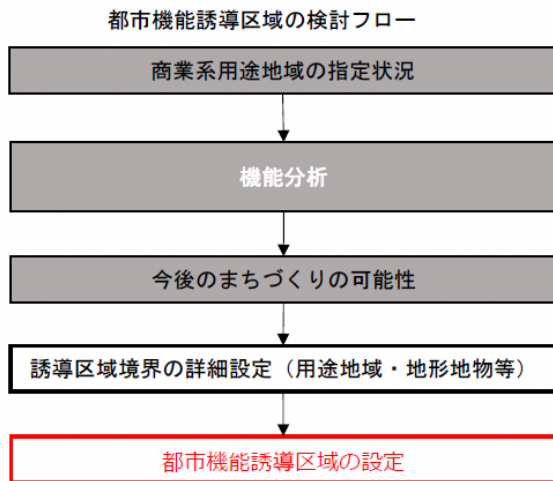 都市機能誘導区域の検討フロー
商業系用途地域の指定状況
機能分析
今後のまちづくりの可能性
誘導区域境界の詳細設定（用途地域・地形地物等）
都市機能誘導区域の設定